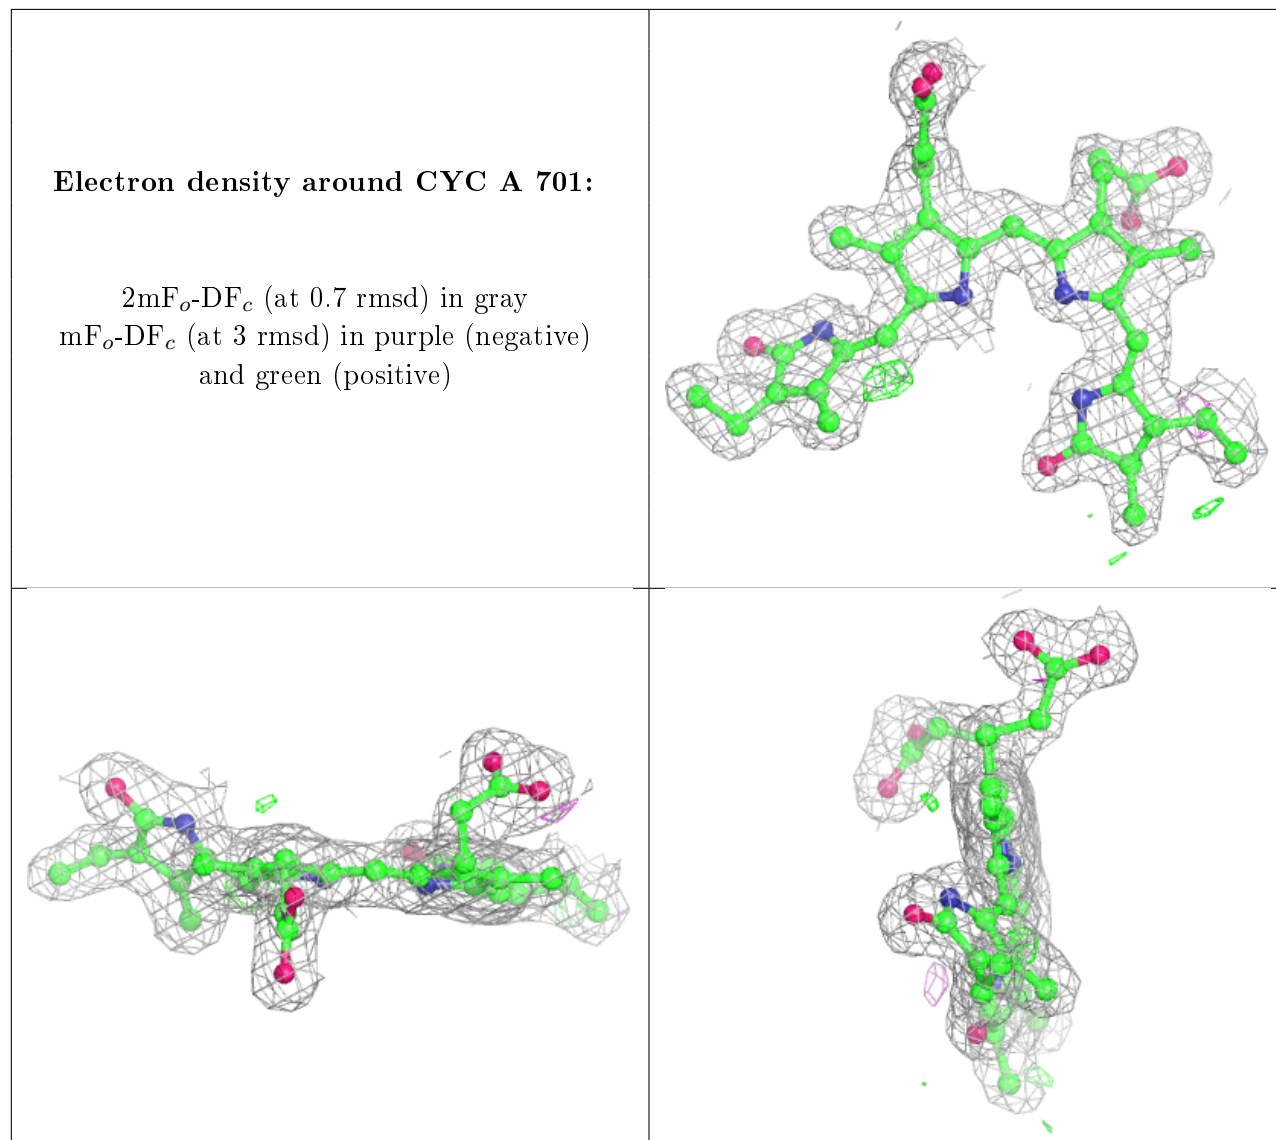 Electron density around CYC A 701:
2mFo-DFc (at 0.7 rmsd) in gray
mFo-DFc (at 3 rmsd) in purple (negative)
and green (positive)